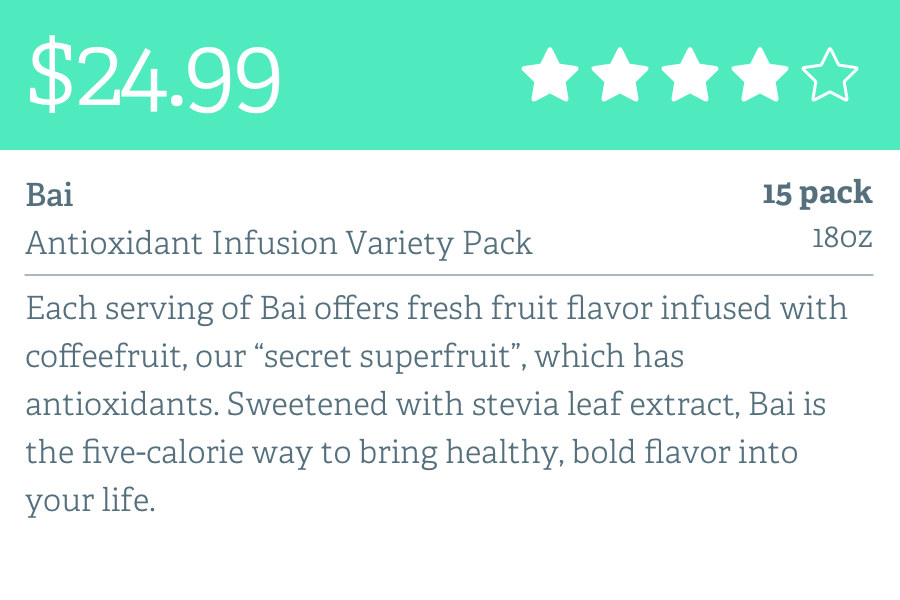 $24.99
Bai
15 pack
Antioxidant Infusion Variety Pack
18oz
Each serving of Bai offers fresh fruit flavor infused with
coffeefruit, our “secret superfruit”, which has
antioxidants. Sweetened with stevia leaf extract, Bai is
the five-calorie way to bring healthy, bold flavor into
your life.